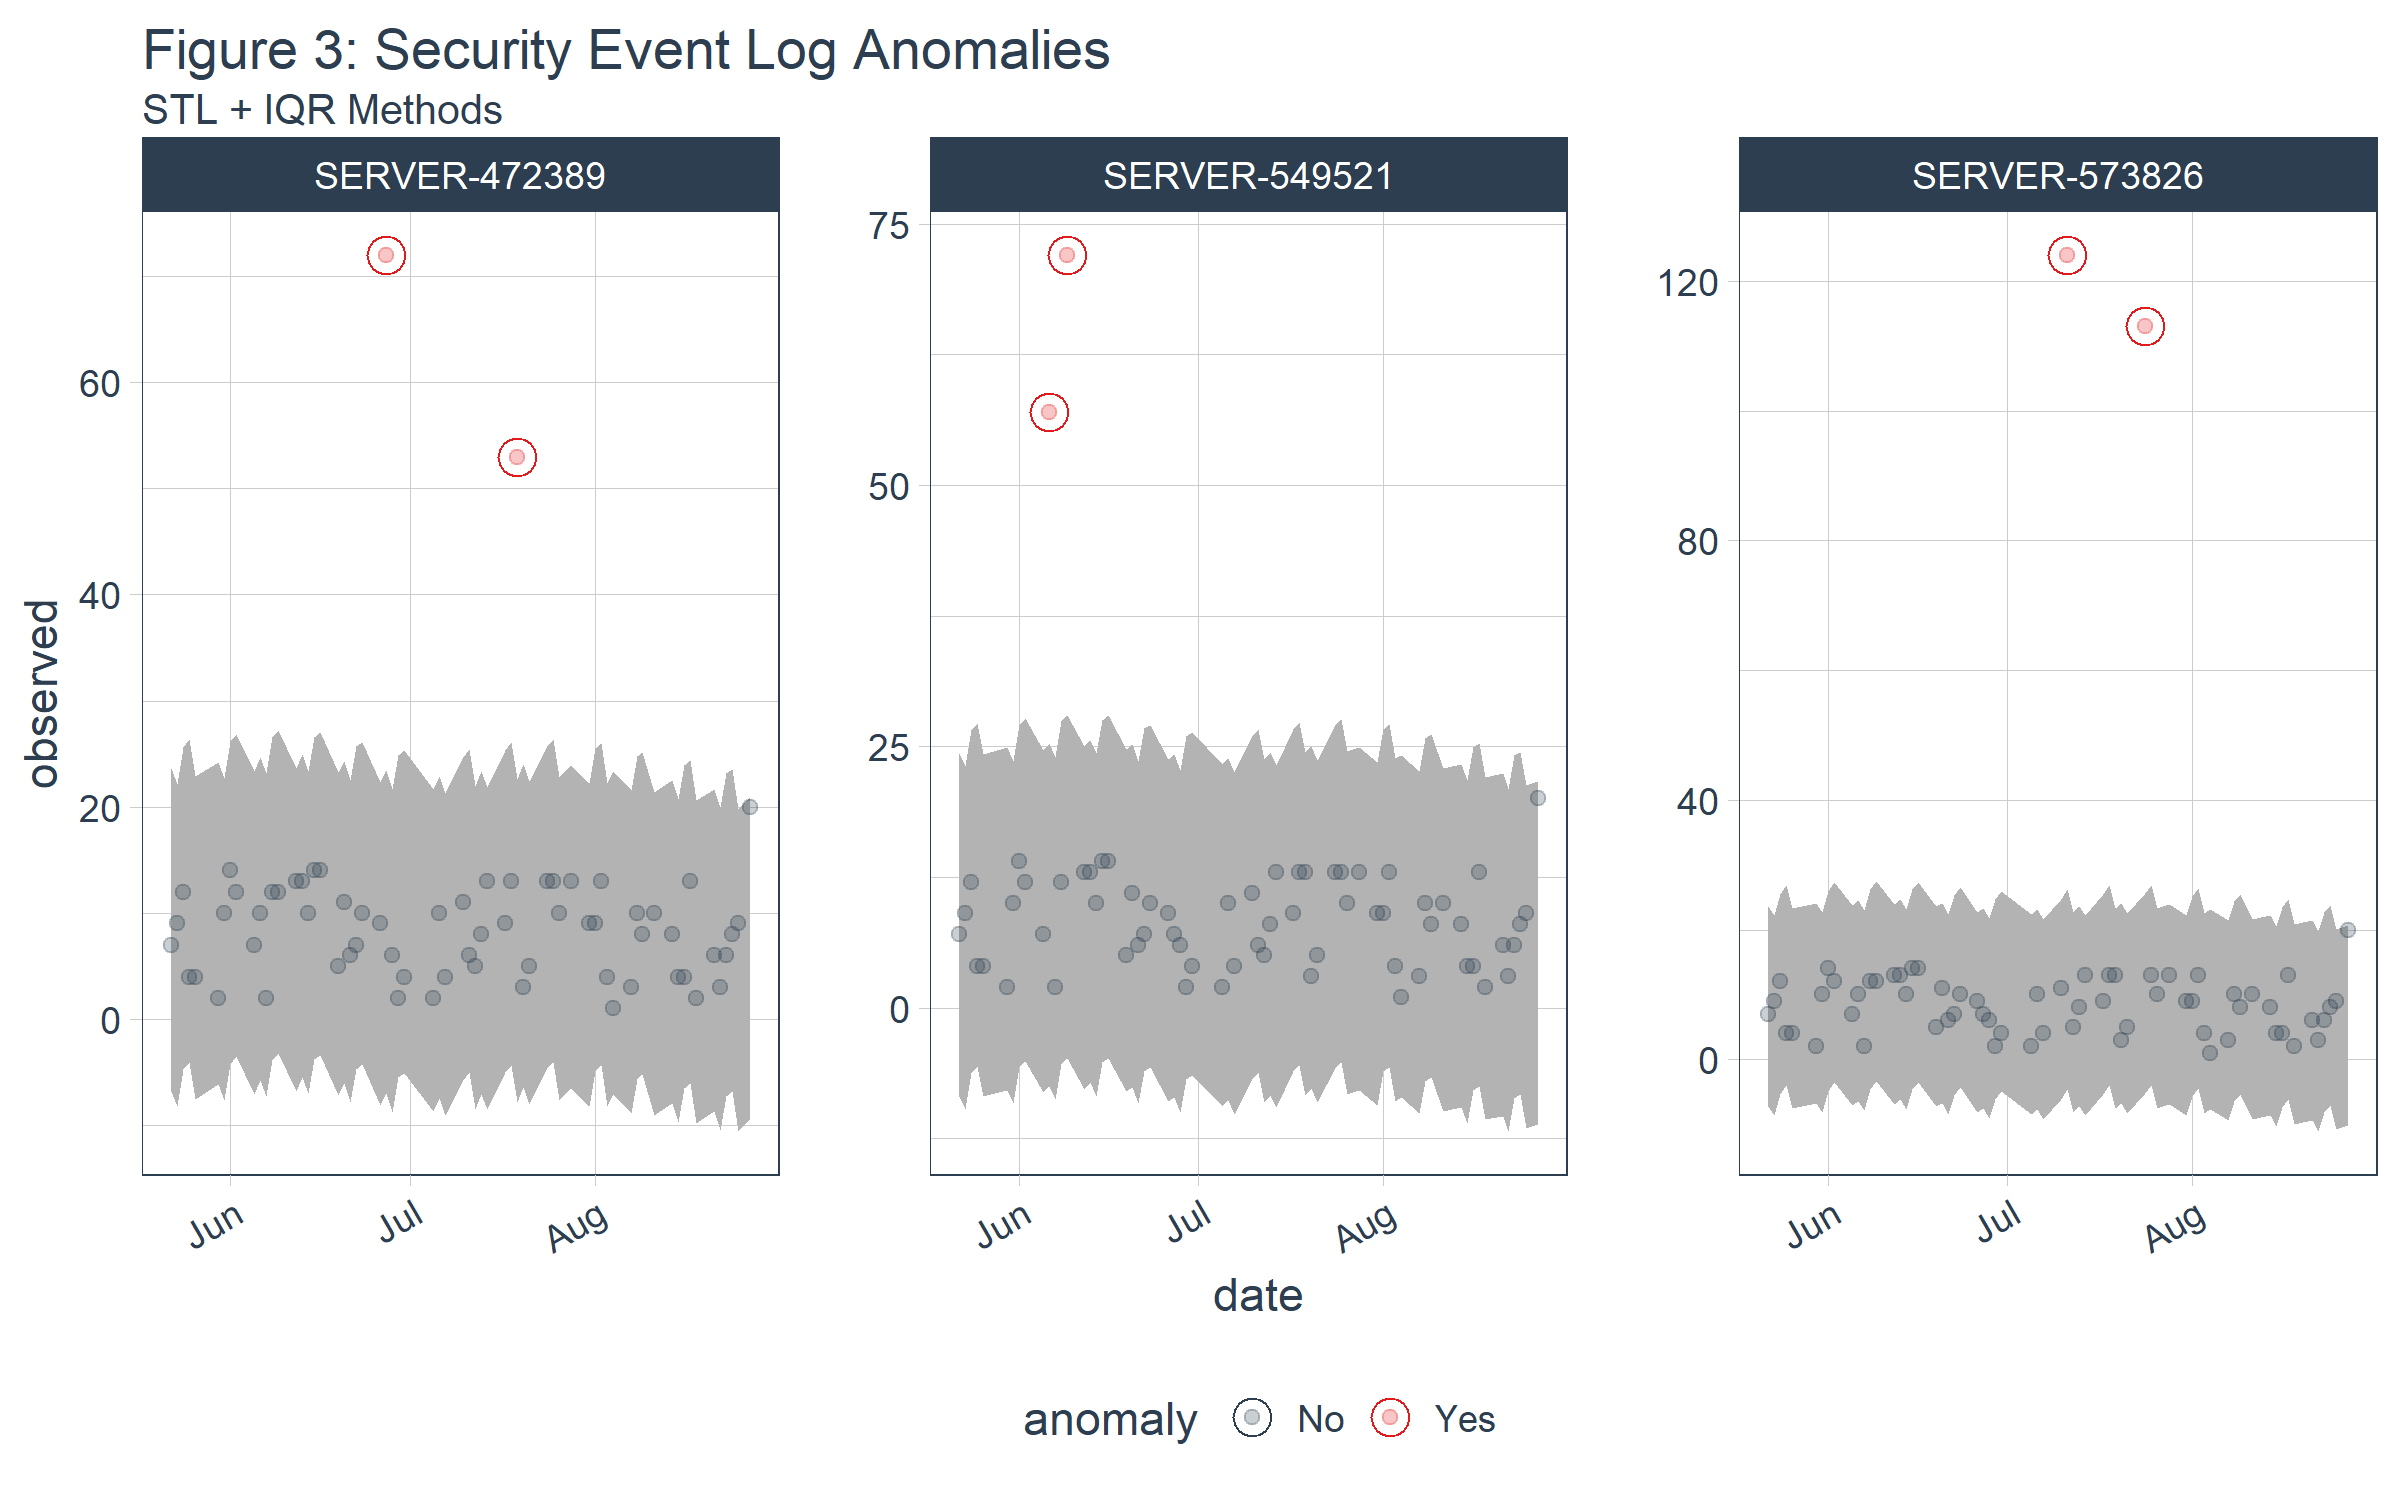 Figure 3: Security Event Log Anomalies
STL + IQR Methods
SERVER-472389
SERVER-549521
SERVER-573826
observed
60
40
20
0
75
50
25
0
120
80
40
0
Jun
Jul
Aug
Jun
Jul
Aug
Jun
Jul
Aug
date
anomaly No Yes